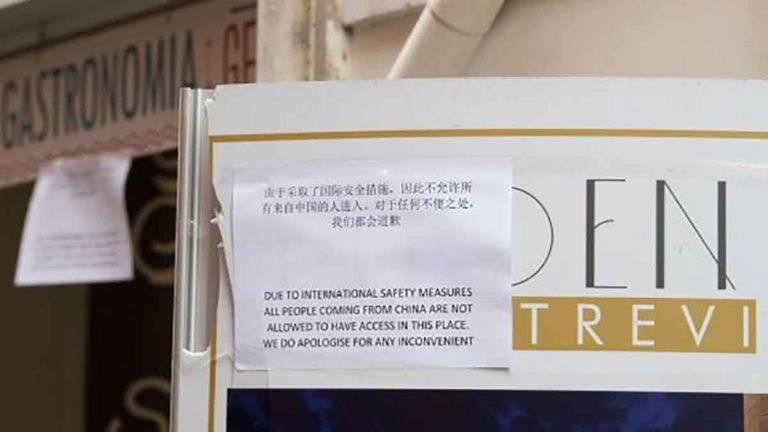 GASTRONOMIA
由于采取了国际安全措施，因此不允许所
有来自中国的人进入。对于任何不便之处，
我们都会道歉
DUE TO INTERNATIONAL SAFETY MEASURES
ALL PEOPLE COMING FROM CHINA ARE NOT
ALLOWED TO HAVE ACCESS IN THIS PLACE.
WE DO APOLOGISE FOR ANY INCONVENIENT
DEN
TREVI